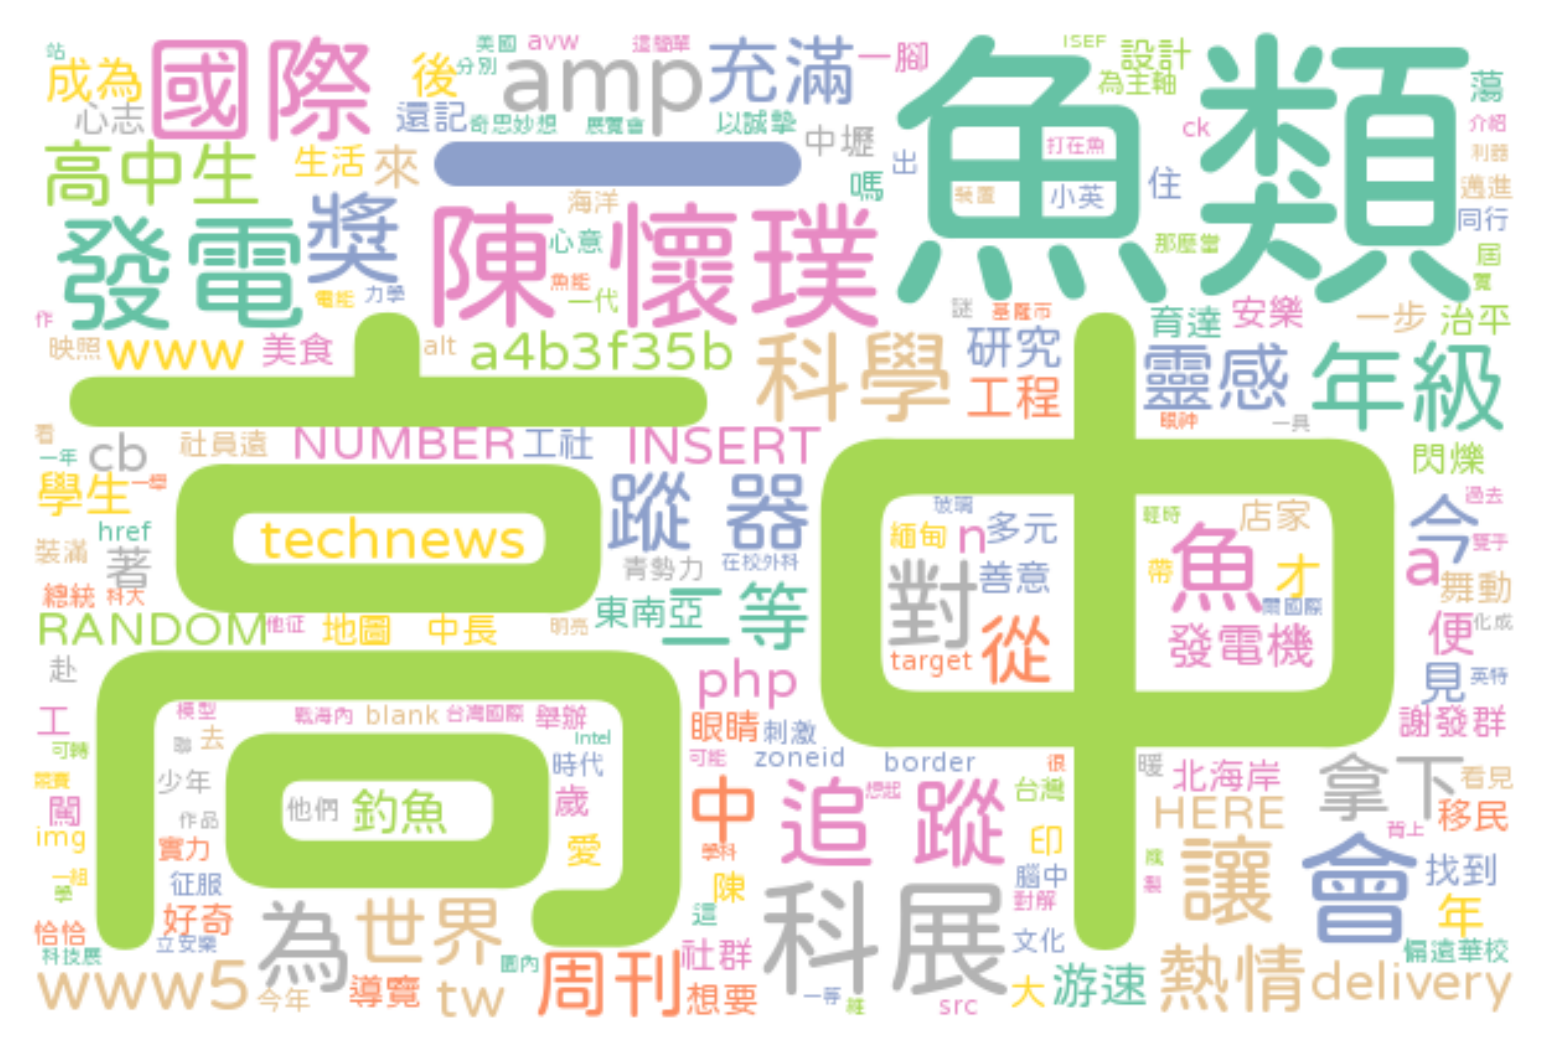 站
成為
國際
後
美國
avw
這簡單
充滿
一腳
ISEF
設計
分別
amp
為主軸
心志
還記
奇思妙想
展覽會
以誠摯
中壢
魚類
蕩
介紹
ck
打在魚
利器
高中生
生活
來
一
嗎
出
住
裝置
小英
邁進
同行
海洋
發電
獎
陳懷璞
心意
那麼當
屆
魚能
覽
電能
力學
一代
作
謎
基隆市
育達
安樂
一步
治平
映照
www
美食
alt
a4b3f35b
科學
研究
工程
靈感
年級
眼神
一具
高中
看
一年
cb
社員遠
NUMBER
工社
INSERT
閃爍
學生
technews
蹤器
玻璃
輕時
店家
過去
今
href
緬甸
n
多元
魚
才
雙手
裝滿
著
青勢力
在校外科
對
善意
帶
a
舞動
總統
科大
東南亞
二等
爾國際
RANDOM
他征
地圖
中長
明亮
從
發電機
便
化成
赴
target
php
見
英特
工
模型
戰海內
blank
台灣國際
舉辦
眼睛
刺激
謝發群
可轉
聯
去
Intel
可能
zoneid
border
很
暖
北海岸
拿下
看見
競賽
少年
時代
追蹤
想起
台灣
闖
作品
他們
釣魚
歲
中
HERE
移民
img
實力
愛
學科
印
讓
會
背上
一組
學
征服
陳
腦中
找到
恰恰
好奇
為
世界
這
科展
對解
年
科技展
立安樂
社群
文化
偏遠華校
www5
今年
導覽
tw
園內
周刊
想要
一等
src
大
游速
熱情
delivery